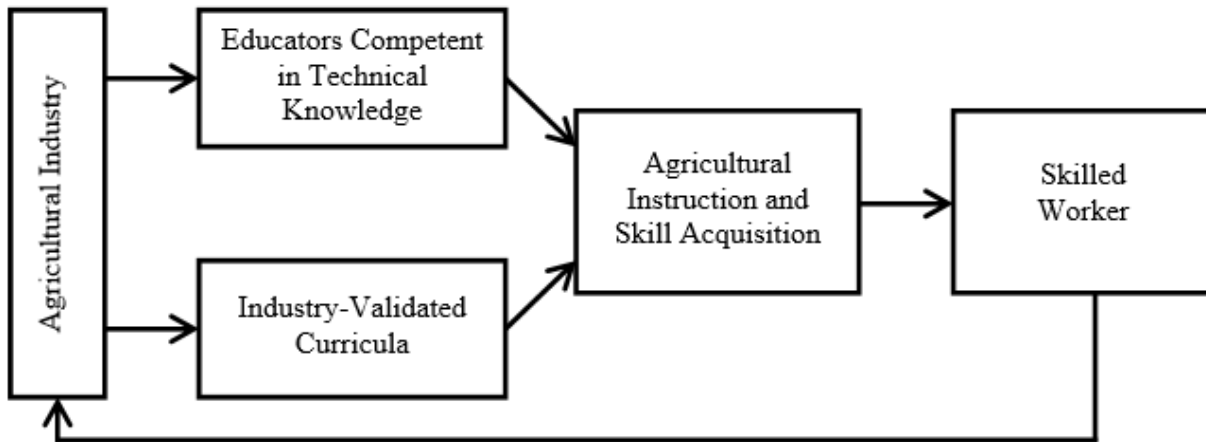 Agricultural Industry
Educators Competent
in Technical
Knowledge
Industry-Validated
Curricula
Agricultural
Instruction and
Skill Acquisition
Skilled
Worker